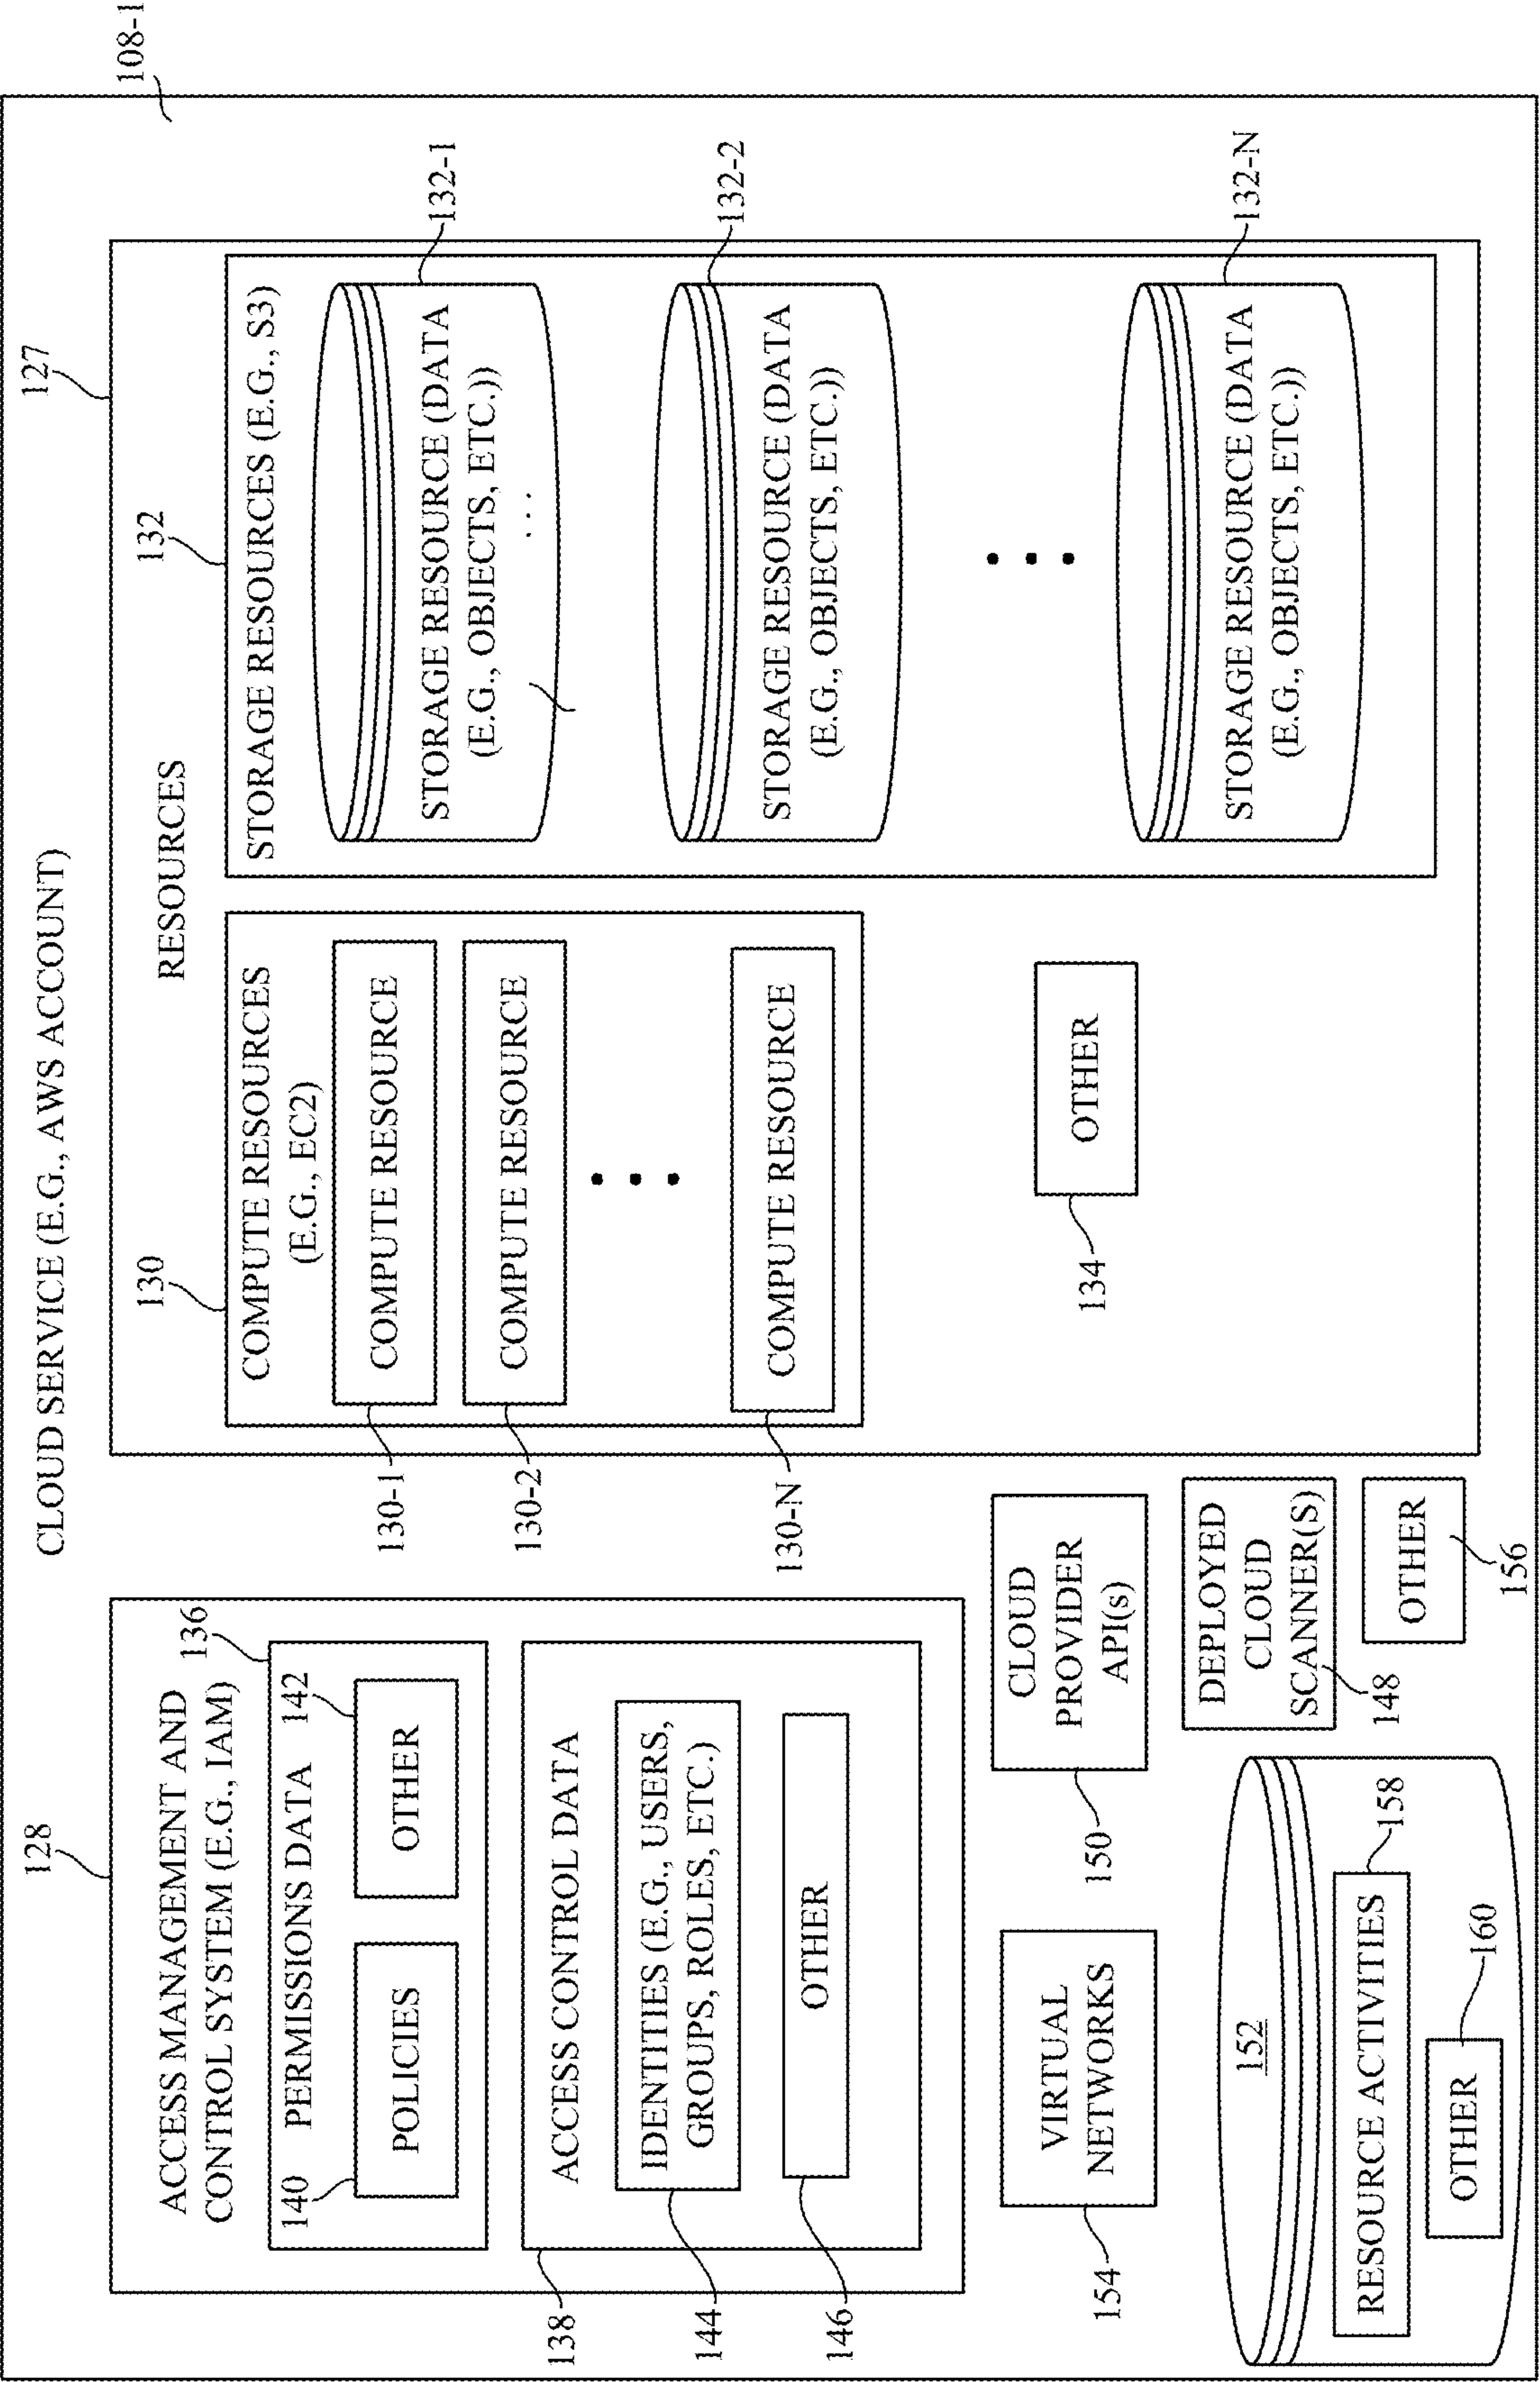 CLOUD SERVICE (E.G., AWS ACCOUNT)
108-1
128
ACCESS MANAGEMENT AND
CONTROL SYSTEM (E.G., IAM)
136
140
PERMISSIONS DATA
142
POLICIES
OTHER
138
ACCESS CONTROL DATA
144
IDENTITIES (E.G., USERS,
GROUPS, ROLES, ETC.)
146
OTHER
127
RESOURCES
130
COMPUTE RESOURCES
(E.G., EC2)
130-1
COMPUTE RESOURCE
130-2
COMPUTE RESOURCE
• • •
130-N
COMPUTE RESOURCE
134
OTHER
132
STORAGE RESOURCES (E.G., S3)
132-1
STORAGE RESOURCE (DATA
(E.G., OBJECTS, ETC.))
. . .
132-2
STORAGE RESOURCE (DATA
(E.G., OBJECTS, ETC.))
• • •
132-N
STORAGE RESOURCE (DATA
(E.G., OBJECTS, ETC.))
154
VIRTUAL
NETWORKS
150
CLOUD
PROVIDER
API(s)
152
RESOURCE ACTIVITIES
158
OTHER
160
DEPLOYED
CLOUD
SCANNER(S)
148
OTHER
156